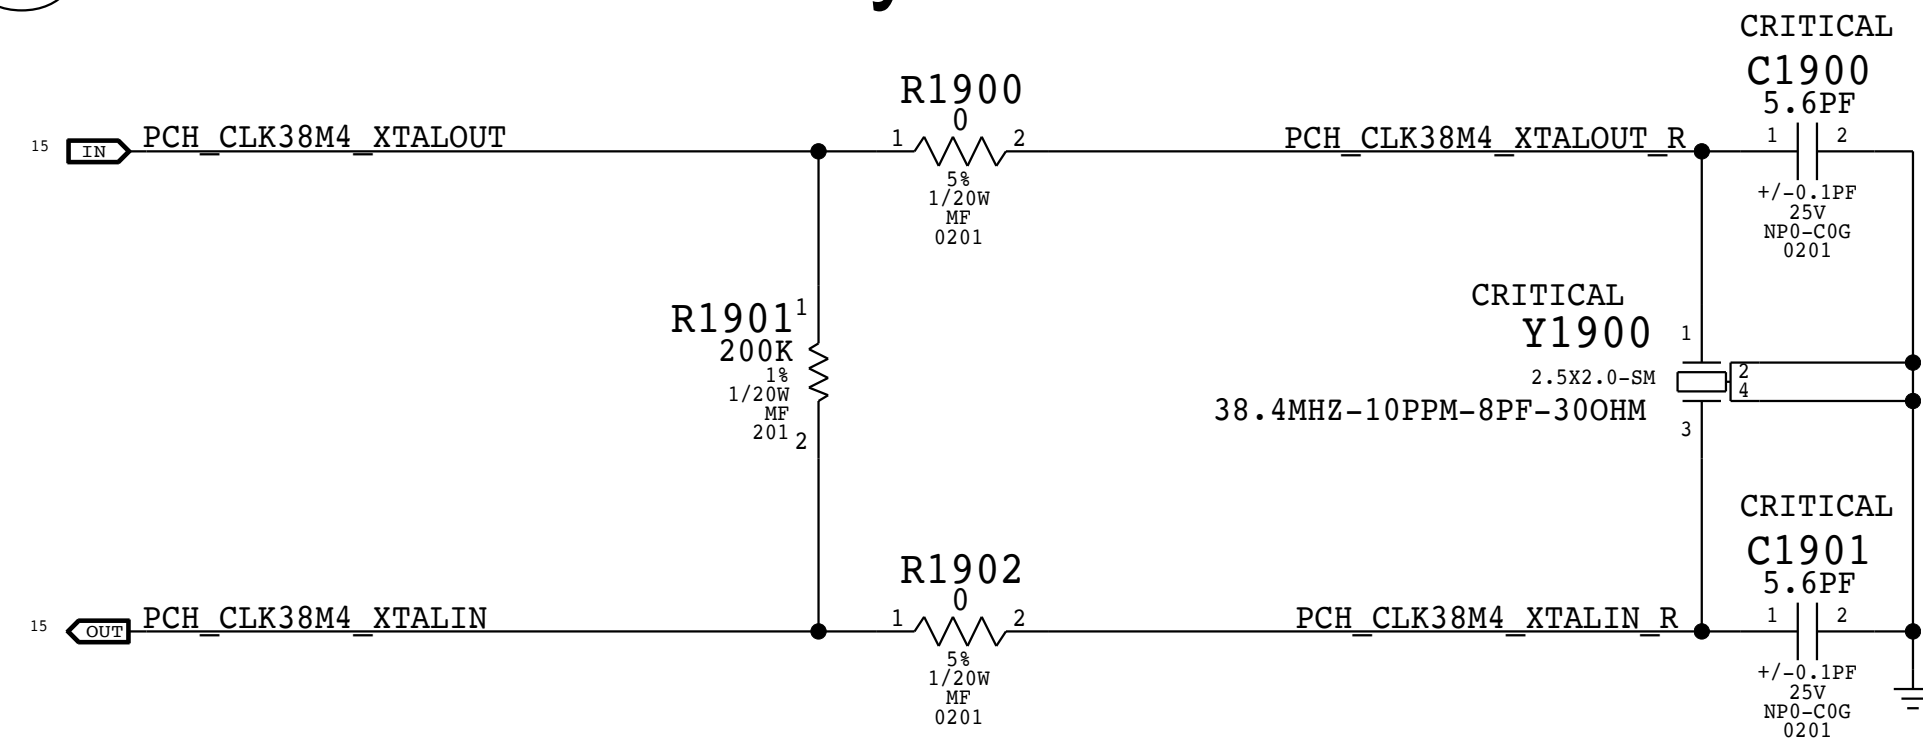 CRITICAL
C1900
5.6PF
1 2
+/-0.1PF
25V
NP0-C0G
0201
R1900
0
1 2
5%
1/20W
MF
0201
15 IN PCH_CLK38M4_XTALOUT
PCH_CLK38M4_XTALOUT_R
R1901
1
200K
1%
1/20W
MF
201
2
CRITICAL
Y1900
1
2.5X2.0-SM
2
4
38.4MHZ-10PPM-8PF-30OHM
3
CRITICAL
C1901
5.6PF
1 2
+/-0.1PF
25V
NP0-C0G
0201
R1902
0
1 2
5%
1/20W
MF
0201
15 OUT PCH_CLK38M4_XTALIN
PCH_CLK38M4_XTALIN_R